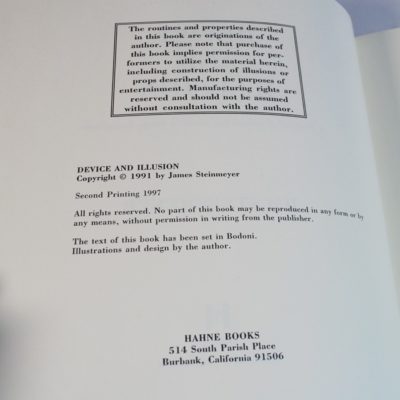 The routines and properties described
in this book are originations of the
author. Please note that purchase of
this book implies permission for per-
formers to utilize the material herein,
including construction of illusions or
props described, for the purposes of
entertainment. Manufacturing rights are
reserved and should not be assumed
without consultation with the author.
DEVICE AND ILLUSION
Copyright © 1991 by James Steinmeyer
Second Printing 1997
All rights reserved. No part of this book may be reproduced in any form or by
any means, without permission in writing from the publisher.
The text of this book has been set in Bodoni.
Illustrations and design by the author.
HAHNE BOOKS
514 South Parish Place
Burbank, California 91506